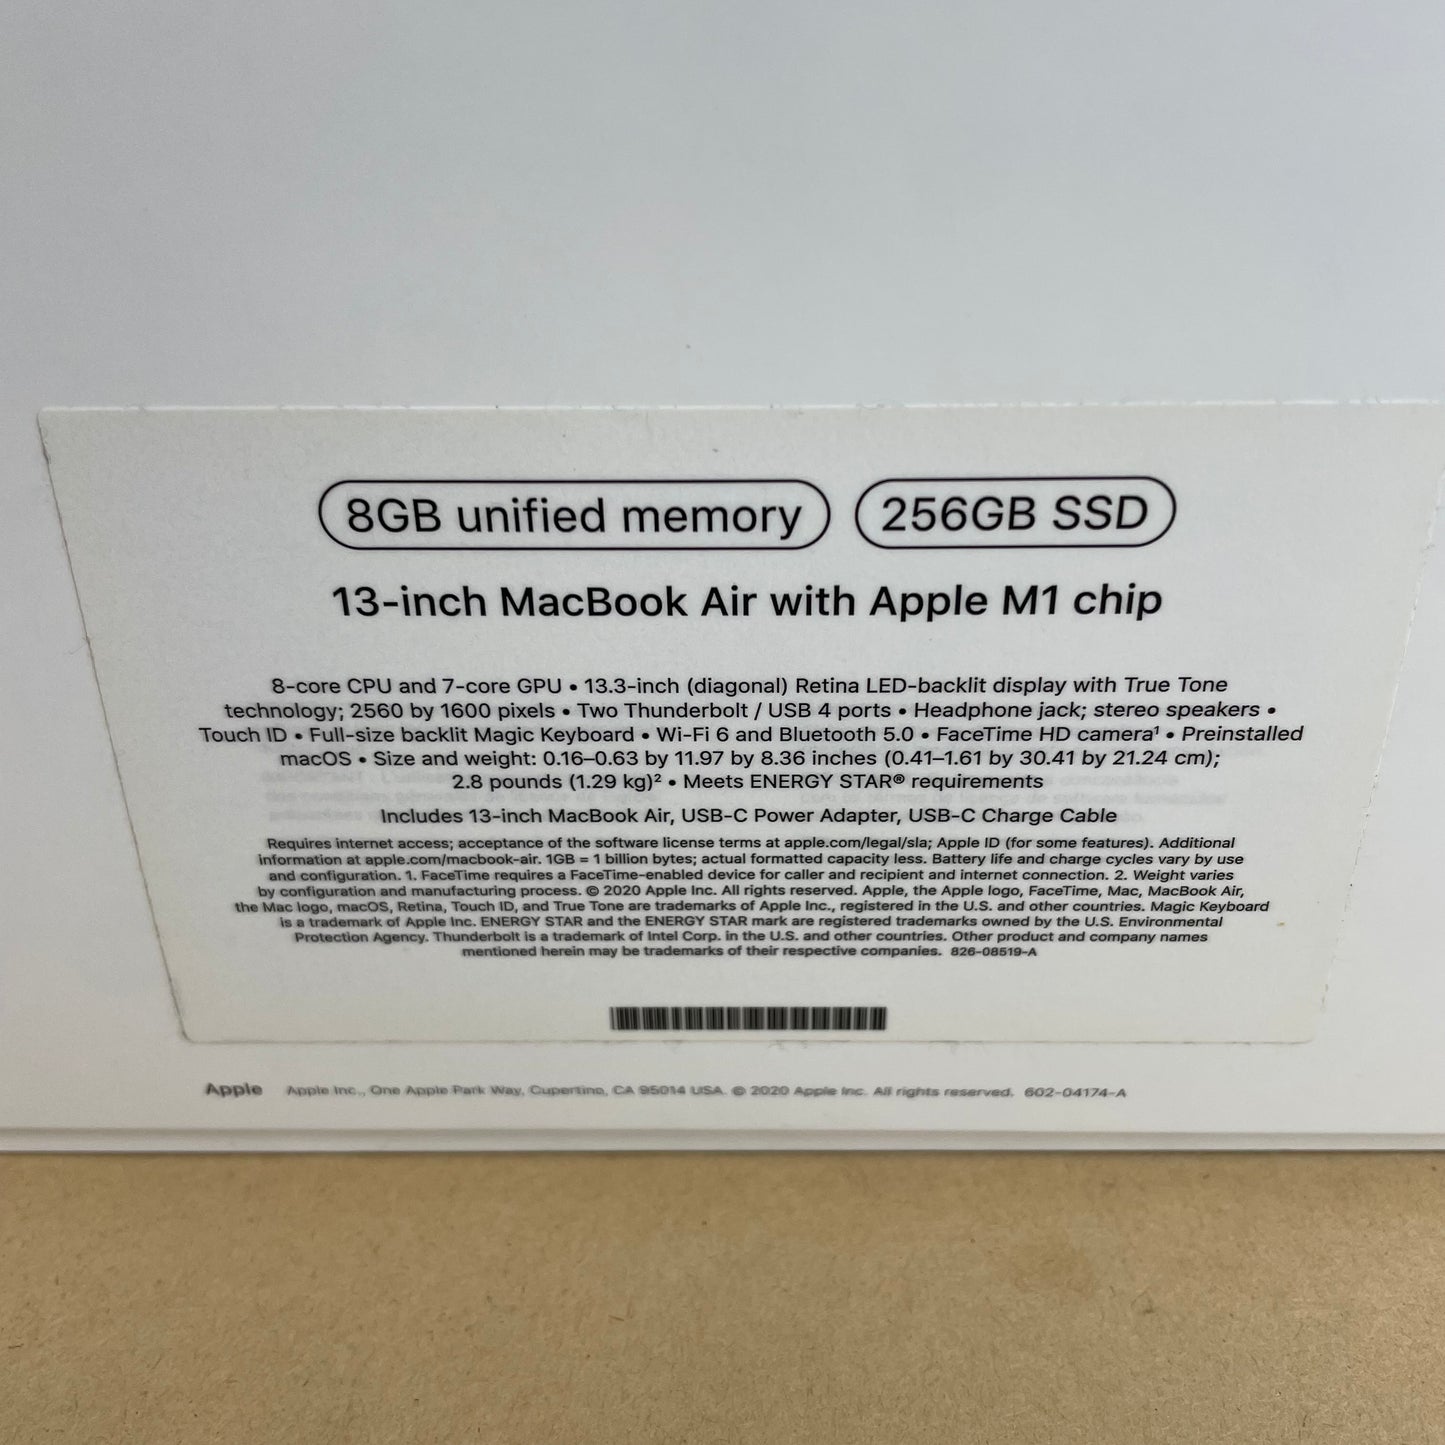 8GB unified memory 256GB SSD
13-inch MacBook Air with Apple M1 chip
8-core CPU and 7-core GPU • 13.3-inch (diagonal) Retina LED-backlit display with True Tone
technology; 2560 by 1600 pixels • Two Thunderbolt / USB 4 ports • Headphone jack; stereo speakers •
Touch ID • Full-size backlit Magic Keyboard • Wi-Fi 6 and Bluetooth 5.0 • FaceTime HD camera¹ • Preinstalled
macOS • Size and weight: 0.16–0.63 by 11.97 by 8.36 inches (0.41–1.61 by 30.41 by 21.24 cm);
2.8 pounds (1.29 kg)² • Meets ENERGY STAR® requirements
Includes 13-inch MacBook Air, USB-C Power Adapter, USB-C Charge Cable
Requires internet access; acceptance of the software license terms at apple.com/legal/sla; Apple ID (for some features). Additional
information at apple.com/macbook-air. 1GB = 1 billion bytes; actual formatted capacity less. Battery life and charge cycles vary by use
and configuration. 1. FaceTime requires a FaceTime-enabled device for caller and recipient and internet connection. 2. Weight varies
by configuration and manufacturing process. © 2020 Apple Inc. All rights reserved. Apple, the Apple logo, FaceTime, Mac, MacBook Air,
the Mac logo, macOS, Retina, Touch ID, and True Tone are trademarks of Apple Inc., registered in the U.S. and other countries. Magic Keyboard
is a trademark of Apple Inc. ENERGY STAR and the ENERGY STAR mark are registered trademarks owned by the U.S. Environmental
Protection Agency. Thunderbolt is a trademark of Intel Corp. in the U.S. and other countries. Other product and company names
mentioned herein may be trademarks of their respective companies. 826-08519-A
Apple Apple Inc., One Apple Park Way, Cupertino, CA 95014 USA. © 2020 Apple Inc. All rights reserved. 602-04174-A